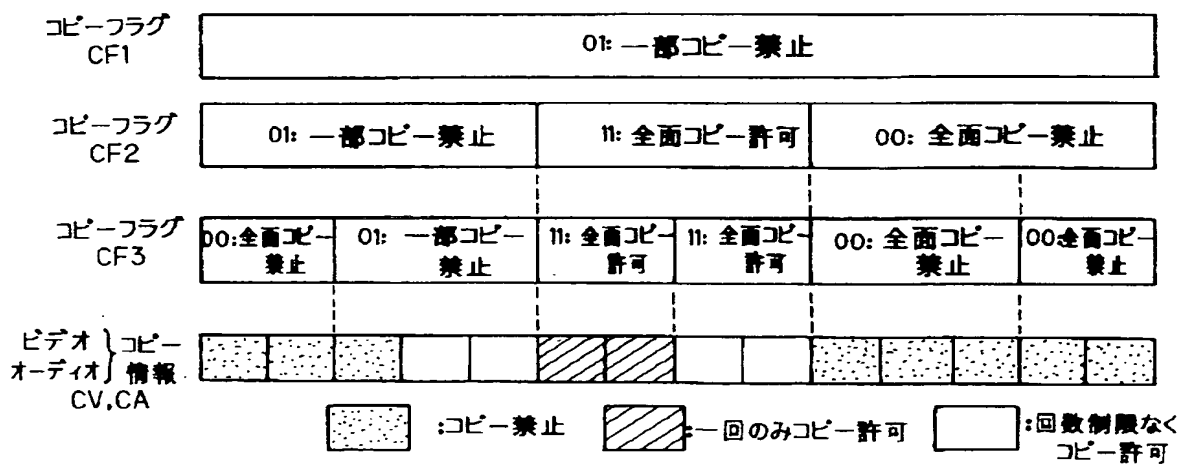 コピーフラグ
CF1
01: 一部コピー禁止
コピーフラグ
CF2
01: 一部コピー禁止
11: 全面コピー許可
00: 全面コピー禁止
コピーフラグ
CF3
00:全面コピー
禁止
01: 一部コピー
禁止
11: 全面コピー
許可
11: 全面コピー
許可
00: 全面コピー
禁止
00:全面コピー
禁止
ビデオ
オーディオ
コピー
情報
CV,CA
:コピー禁止
:一回のみコピー許可
:回数制限なく
コピー許可